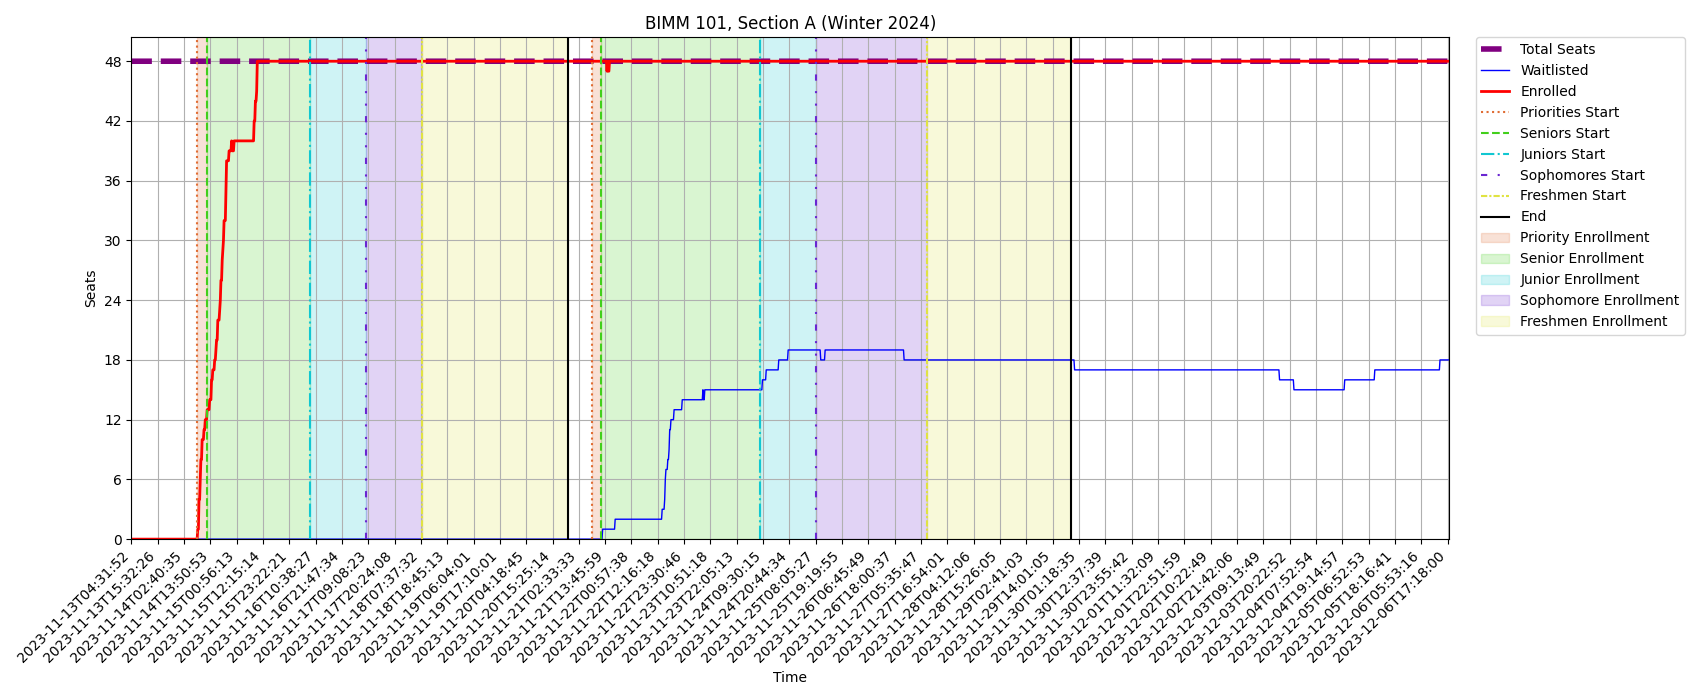 BIMM 101, Section A (Winter 2024)
Seats
48
42
36
30
24
18
12
6
0
2023-11-13T04:31:52
2023-11-13T15:32:26
2023-11-14T02:40:35
2023-11-14T13:50:53
2023-11-15T00:56:13
2023-11-15T12:15:14
2023-11-15T23:22:21
2023-11-16T10:38:27
2023-11-16T21:47:34
2023-11-17T09:08:23
2023-11-17T20:24:08
2023-11-18T07:37:32
2023-11-18T18:45:13
2023-11-19T06:04:01
2023-11-19T17:10:01
2023-11-20T04:18:45
2023-11-20T15:25:14
2023-11-21T02:33:33
2023-11-21T13:45:59
2023-11-22T00:57:38
2023-11-22T12:16:18
2023-11-22T23:30:46
2023-11-23T10:51:18
2023-11-23T22:05:13
2023-11-24T09:30:15
2023-11-24T20:44:34
2023-11-25T08:05:27
2023-11-25T19:19:55
2023-11-26T06:45:49
2023-11-26T18:00:37
2023-11-27T05:35:47
2023-11-27T16:54:01
2023-11-28T04:12:06
2023-11-28T15:26:05
2023-11-29T02:41:03
2023-11-29T14:01:05
2023-11-30T01:18:35
2023-11-30T12:37:39
2023-11-30T23:55:42
2023-12-01T11:32:09
2023-12-01T22:51:59
2023-12-02T10:22:49
2023-12-02T21:42:06
2023-12-03T09:13:49
2023-12-03T20:22:52
2023-12-04T07:52:54
2023-12-04T19:14:57
2023-12-05T06:52:53
2023-12-05T18:16:41
2023-12-06T05:53:16
2023-12-06T17:18:00
Time
Total Seats
Waitlisted
Enrolled
Priorities Start
Seniors Start
Juniors Start
Sophomores Start
Freshmen Start
End
Priority Enrollment
Senior Enrollment
Junior Enrollment
Sophomore Enrollment
Freshmen Enrollment